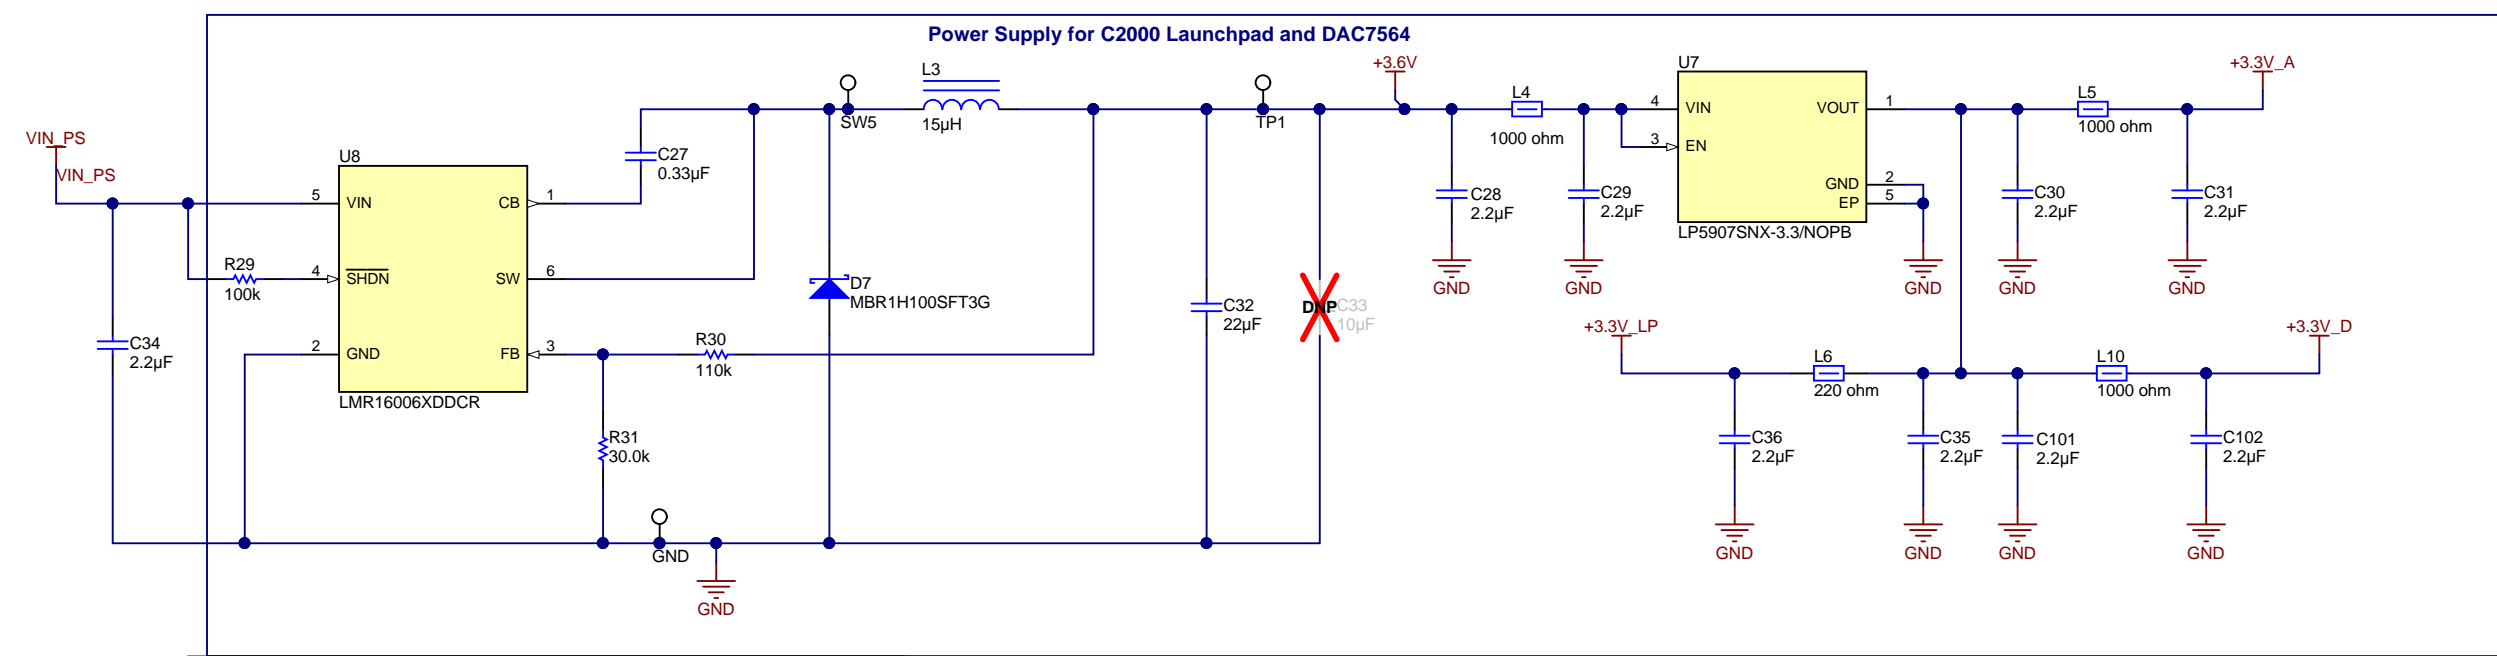 Power Supply for C2000 Launchpad and DAC7564
VIN_PS
VIN_PS
C34
2.2µF
R29
100k
U8
5
VIN
4
SHDN
2
GND
CB
1
SW
6
FB
3
LMR16006XDDCR
C27
0.33µF
SW5
L3
15µH
D7
MBR1H100SFT3G
R30
110k
R31
30.0k
GND
GND
C32
22µF
TP1
DNP
C33
10µF
+3.6V
C28
2.2µF
GND
L4
1000 ohm
C29
2.2µF
GND
U7
4
VIN
3
EN
VOUT
1
GND
2
EP
5
LP5907SNX-3.3/NOPB
GND
C30
2.2µF
GND
L5
1000 ohm
+3.3V_A
C31
2.2µF
GND
+3.3V_LP
C36
2.2µF
GND
L6
220 ohm
C35
2.2µF
GND
C101
2.2µF
GND
L10
1000 ohm
+3.3V_D
C102
2.2µF
GND